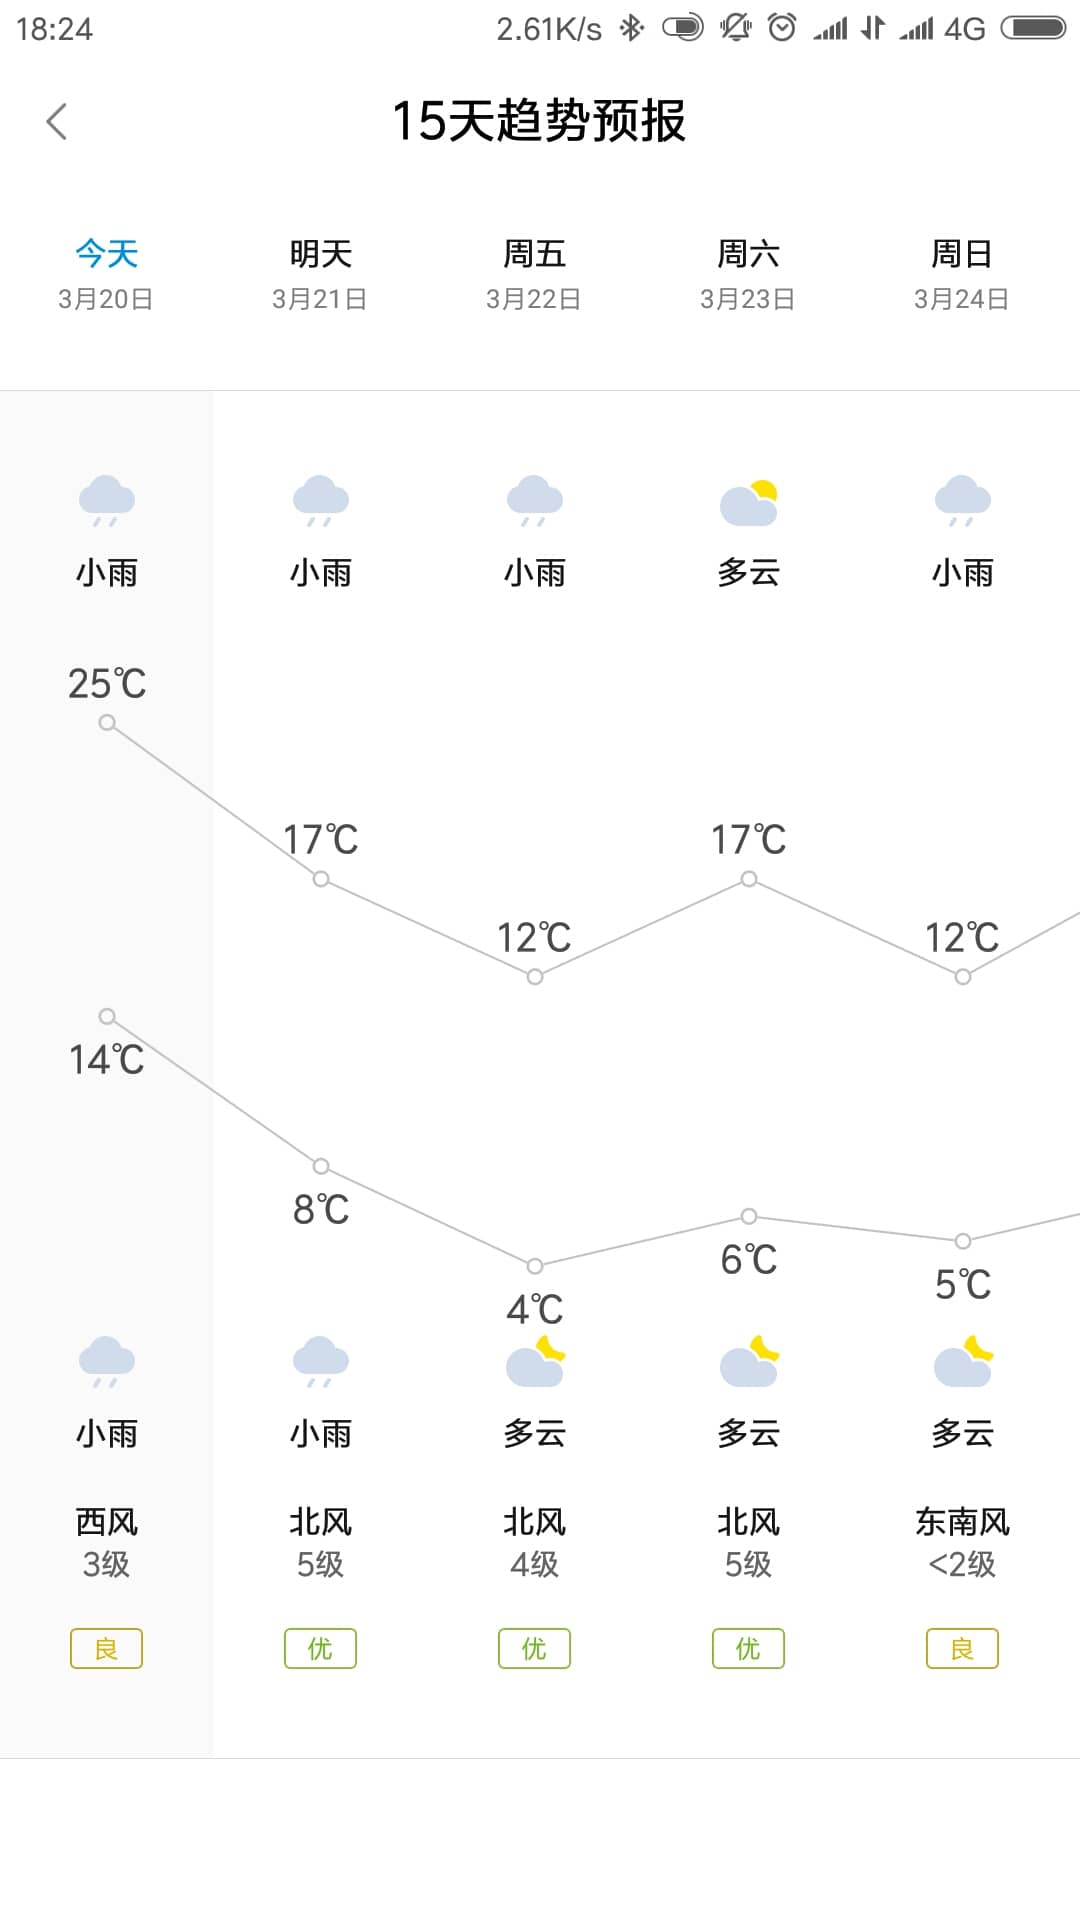 18:24 2.61K/s 4G
15天趋势预报
今天 明天 周五 周六 周日
3月20日 3月21日 3月22日 3月23日 3月24日
小雨 小雨 小雨 多云 小雨
25℃
17℃ 17℃
12℃ 12℃
14℃
8℃
6℃
5℃
4℃
小雨 小雨 多云 多云 多云
西风 北风 北风 北风 东南风
3级 5级 4级 5级 <2级
良 优 优 优 良